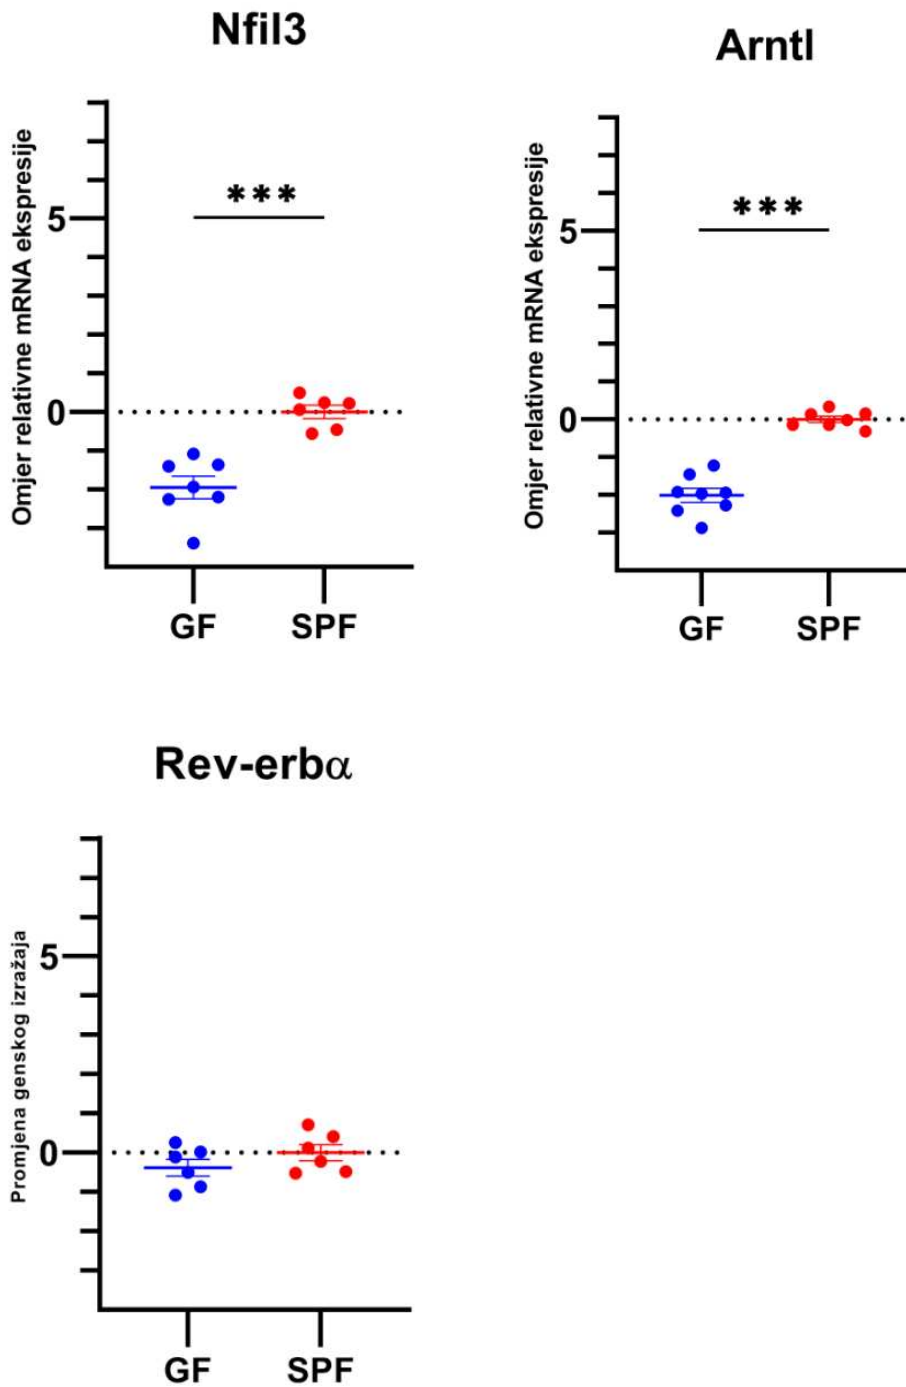 Nfil3
Omjer relativne mRNA ekspresije
5
0
***
GF
SPF
Arntl
Omjer relativne mRNA ekspresije
5
0
***
GF
SPF
Rev-erbα
Promjena genskog izražaja
5
0
GF
SPF